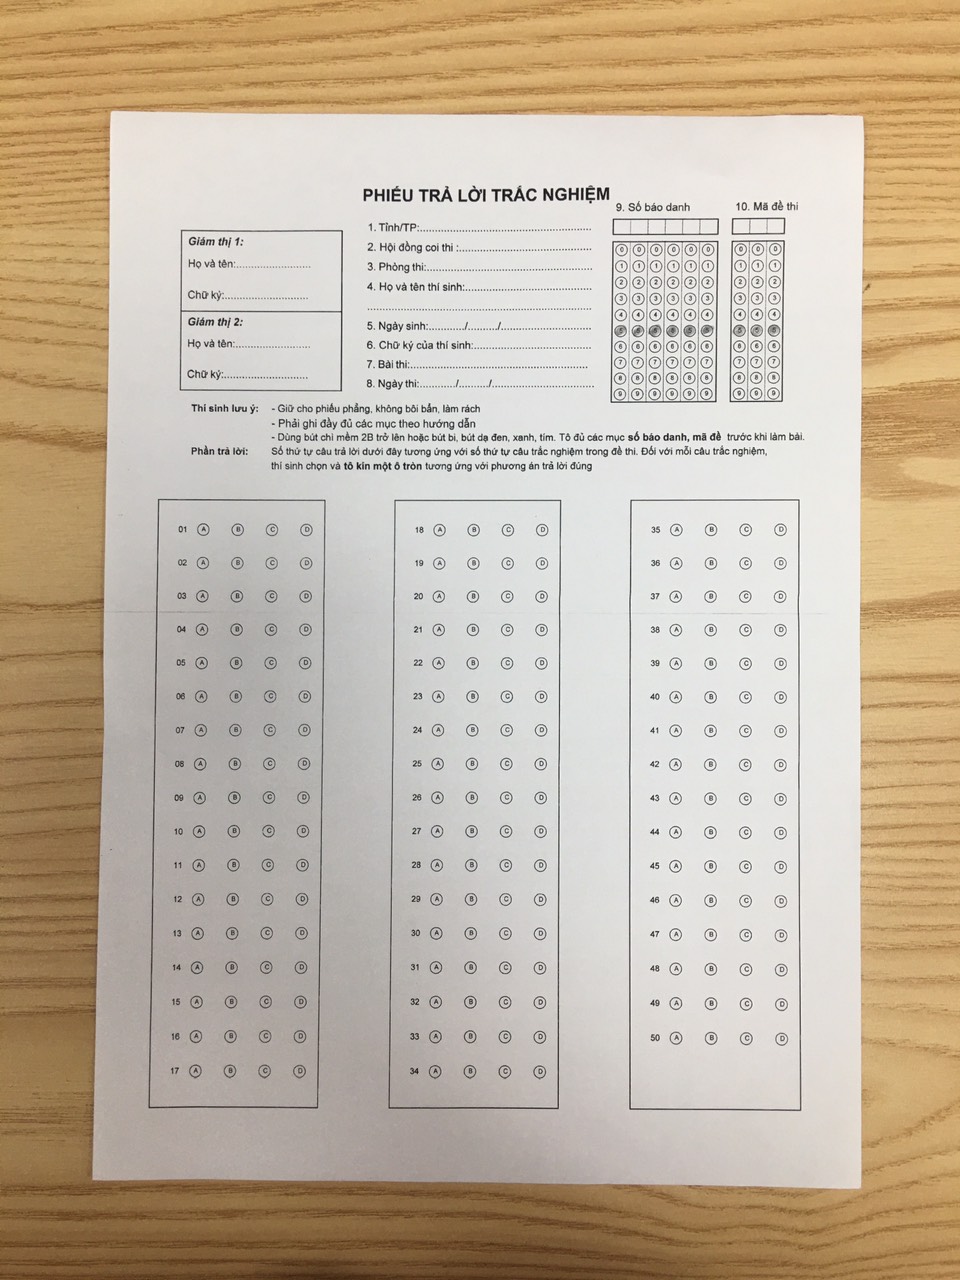 PHIẾU TRẢ LỜI TRẮC NGHIỆM
Giám thị 1:
Họ và tên:..........................
Chữ ký:............................
Giám thị 2:
Họ và tên:..........................
Chữ ký:............................
1. Tỉnh/TP:..........................................................
2. Hội đồng coi thi :.............................................
3. Phòng thi:........................................................
4. Họ và tên thí sinh:...........................................
...........................................................................
5. Ngày sinh:............/........../..............................
6. Chữ ký của thí sinh:.......................................
7. Bài thi:............................................................
8. Ngày thi:............/........../..................................
9. Số báo danh
0 0 0 0 0 0
1 1 1 1 1 1
2 2 2 2 2 2
3 3 3 3 3 3
4 4 4 4 4 4
5 5 5 5 5 5
6 6 6 6 6 6
7 7 7 7 7 7
8 8 8 8 8 8
9 9 9 9 9 9
10. Mã đề thi
0 0 0
1 1 1
2 2 2
3 3 3
4 4 4
5 5 5
6 6 6
7 7 7
8 8 8
9 9 9
Thí sinh lưu ý: - Giữ cho phiếu phẳng, không bôi bẩn, làm rách
- Phải ghi đầy đủ các mục theo hướng dẫn
- Dùng bút chì mềm 2B trở lên hoặc bút bi, bút dạ đen, xanh, tím. Tô đủ các mục số báo danh, mã đề trước khi làm bài.
Phần trả lời: Số thứ tự câu trả lời dưới đây tương ứng với số thứ tự câu trắc nghiệm trong đề thi. Đối với mỗi câu trắc nghiệm,
thí sinh chọn và tô kín một ô tròn tương ứng với phương án trả lời đúng
01 A B C D
02 A B C D
03 A B C D
04 A B C D
05 A B C D
06 A B C D
07 A B C D
08 A B C D
09 A B C D
10 A B C D
11 A B C D
12 A B C D
13 A B C D
14 A B C D
15 A B C D
16 A B C D
17 A B C D
18 A B C D
19 A B C D
20 A B C D
21 A B C D
22 A B C D
23 A B C D
24 A B C D
25 A B C D
26 A B C D
27 A B C D
28 A B C D
29 A B C D
30 A B C D
31 A B C D
32 A B C D
33 A B C D
34 A B C D
35 A B C D
36 A B C D
37 A B C D
38 A B C D
39 A B C D
40 A B C D
41 A B C D
42 A B C D
43 A B C D
44 A B C D
45 A B C D
46 A B C D
47 A B C D
48 A B C D
49 A B C D
50 A B C D